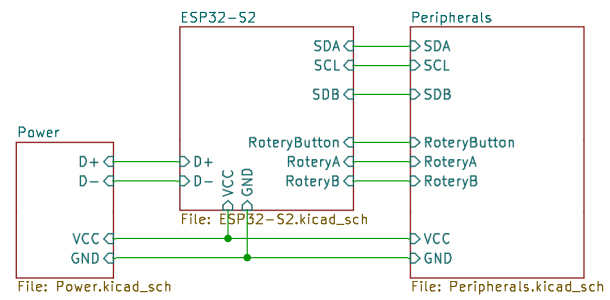 ESP32-S2
Peripherals
SDA SDA
SCL SCL
SDB SDB
Power
RoteryButton RoteryButton
D+ D+ RoteryA RoteryA
D- D- RoteryB RoteryB
VCC GND
File: ESP32-S2.kicad_sch
VCC VCC
GND GND
File: Power.kicad_sch
File: Peripherals.kicad_sch